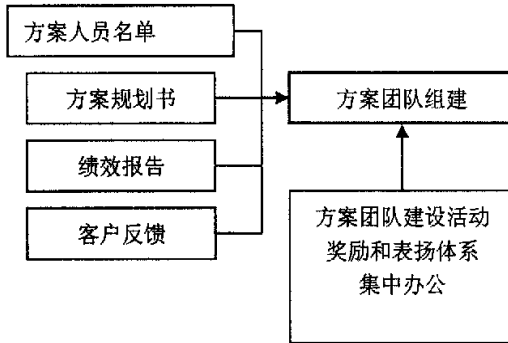 方案人员名单
方案规划书
方案团队组建
绩效报告
客户反馈
方案团队建设活动
奖励和表扬体系
集中办公